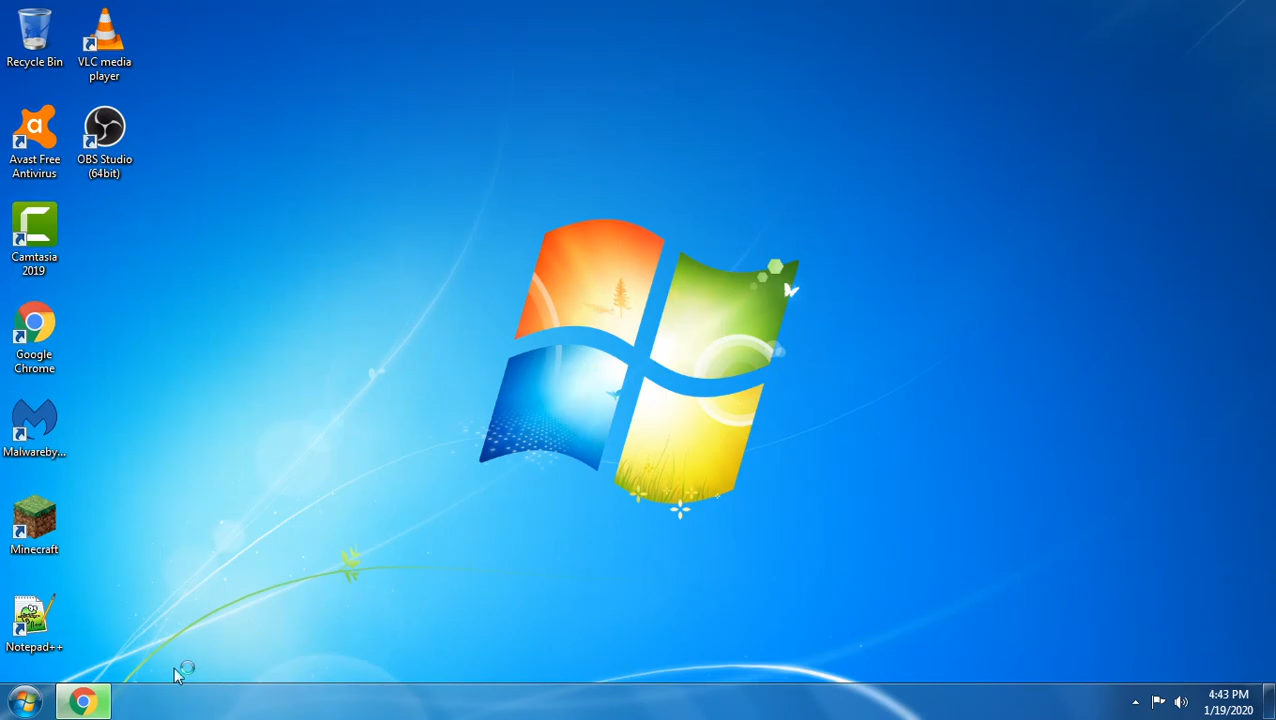 Recycle Bin
VLC media
player
Avast Free
Antivirus
OBS Studio
(64bit)
Camtasia
2019
Google
Chrome
Malwareby...
Minecraft
Notepad++
4:43 PM
1/19/2020